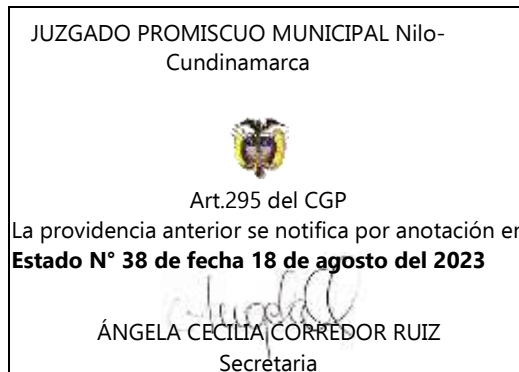 JUZGADO PROMISCUO MUNICIPAL Nilo-
Cundinamarca
Art.295 del CGP
La providencia anterior se notifica por anotación en
Estado N° 38 de fecha 18 de agosto del 2023
ÁNGELA CECILIA CORREDOR RUIZ
Secretaria